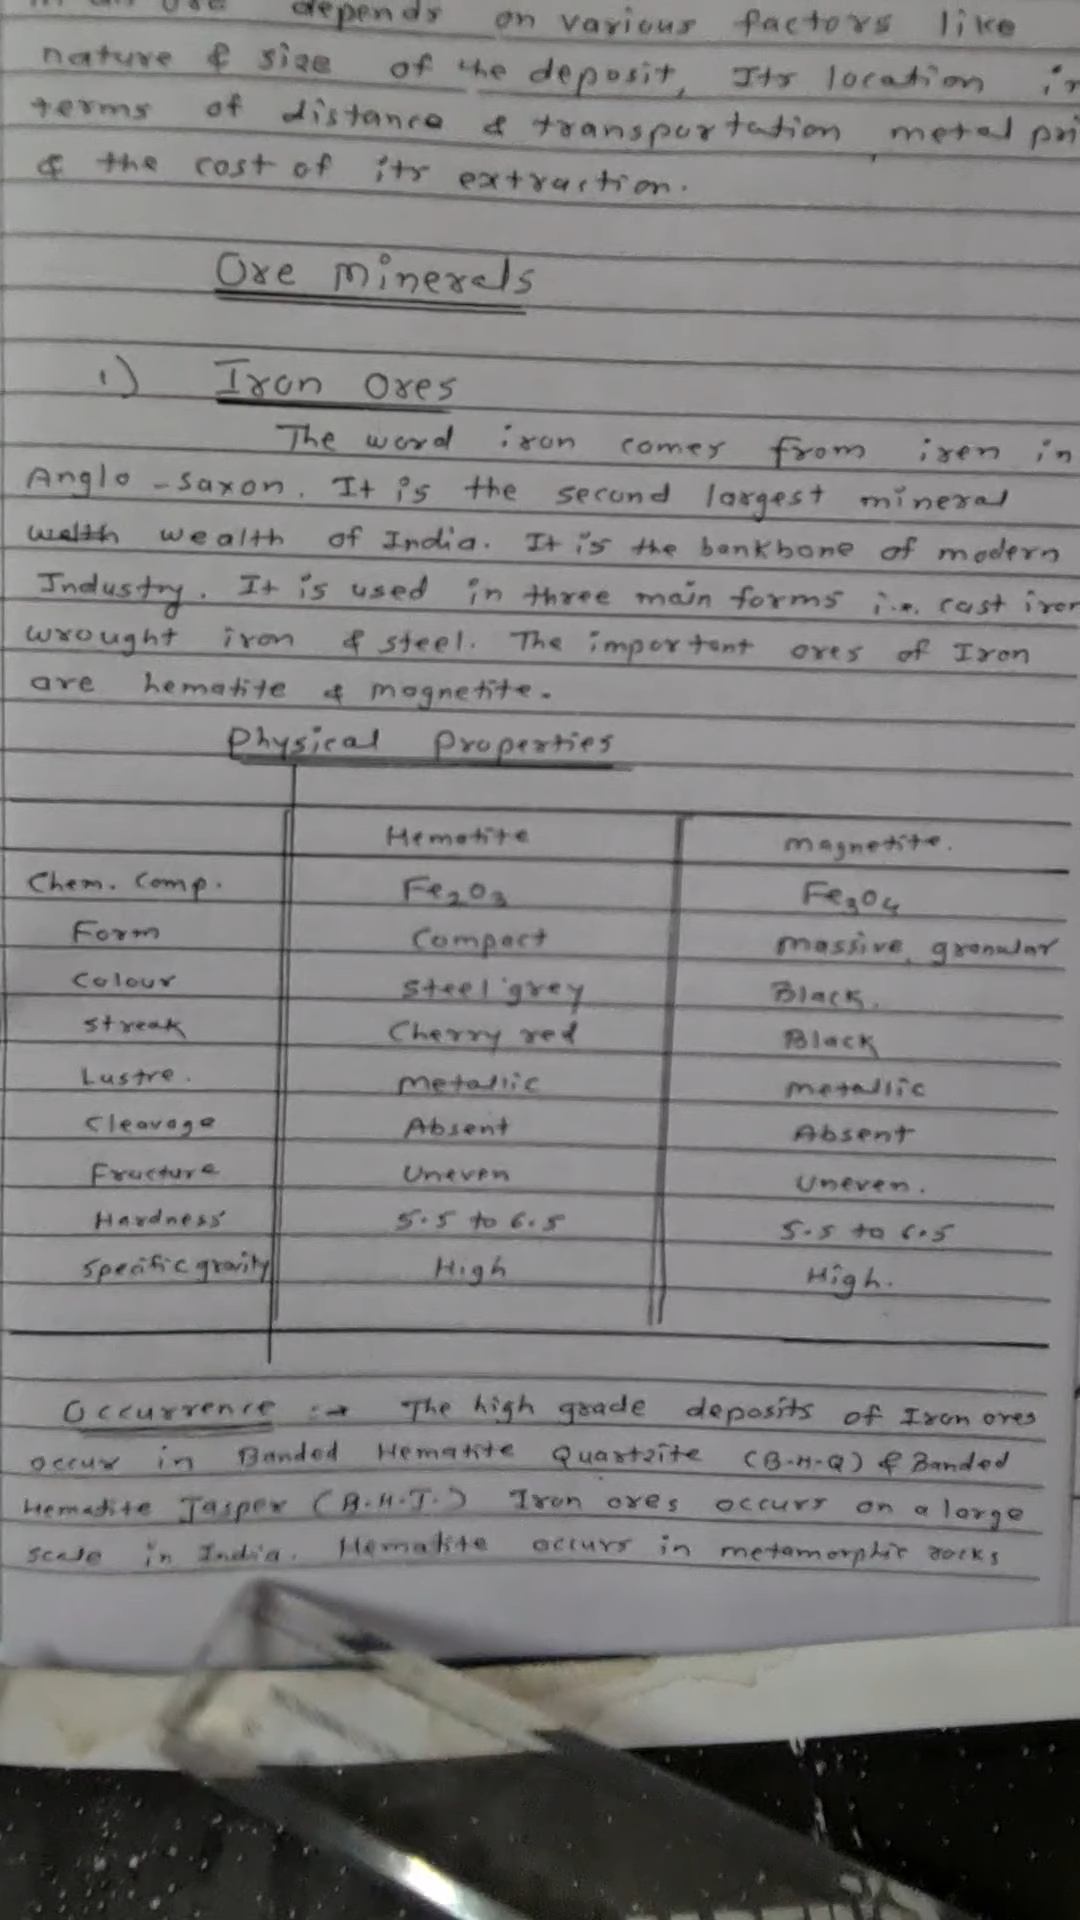 depends on various factors like
nature & size of the deposit, Its location in
terms of distance & transportation, metal pri
& the cost of its extraction.
Ore Minerals
1) Iron Ores
The word iron comes from iren in
Anglo-saxon. It is the second largest mineral
welth wealth of India. It is the bankbone of modern
Industry. It is used in three main forms i.e. cast iron
wrought iron & steel. The important ores of Iron
are hematite & magnetite.
Physical Properties
Hematite magnetite.
Chem. Comp. Fe₂O₃ Fe₃O₄
Form Compact massive, granular
Colour Steel grey Black.
Streak Cherry red Black
Lustre. Metallic metallic
Cleavage Absent Absent
Fracture Uneven Uneven.
Hardness 5.5 to 6.5 5.5 to 6.5
Specific gravity High High.
Occurrence :→ The high grade deposits of Iron ores
occur in Banded Hematite Quartzite (B.H.Q) & Banded
Hematite Jasper (B.H.J.) Iron ores occurs on a large
scale in India. Hematite occurs in metamorphic rocks